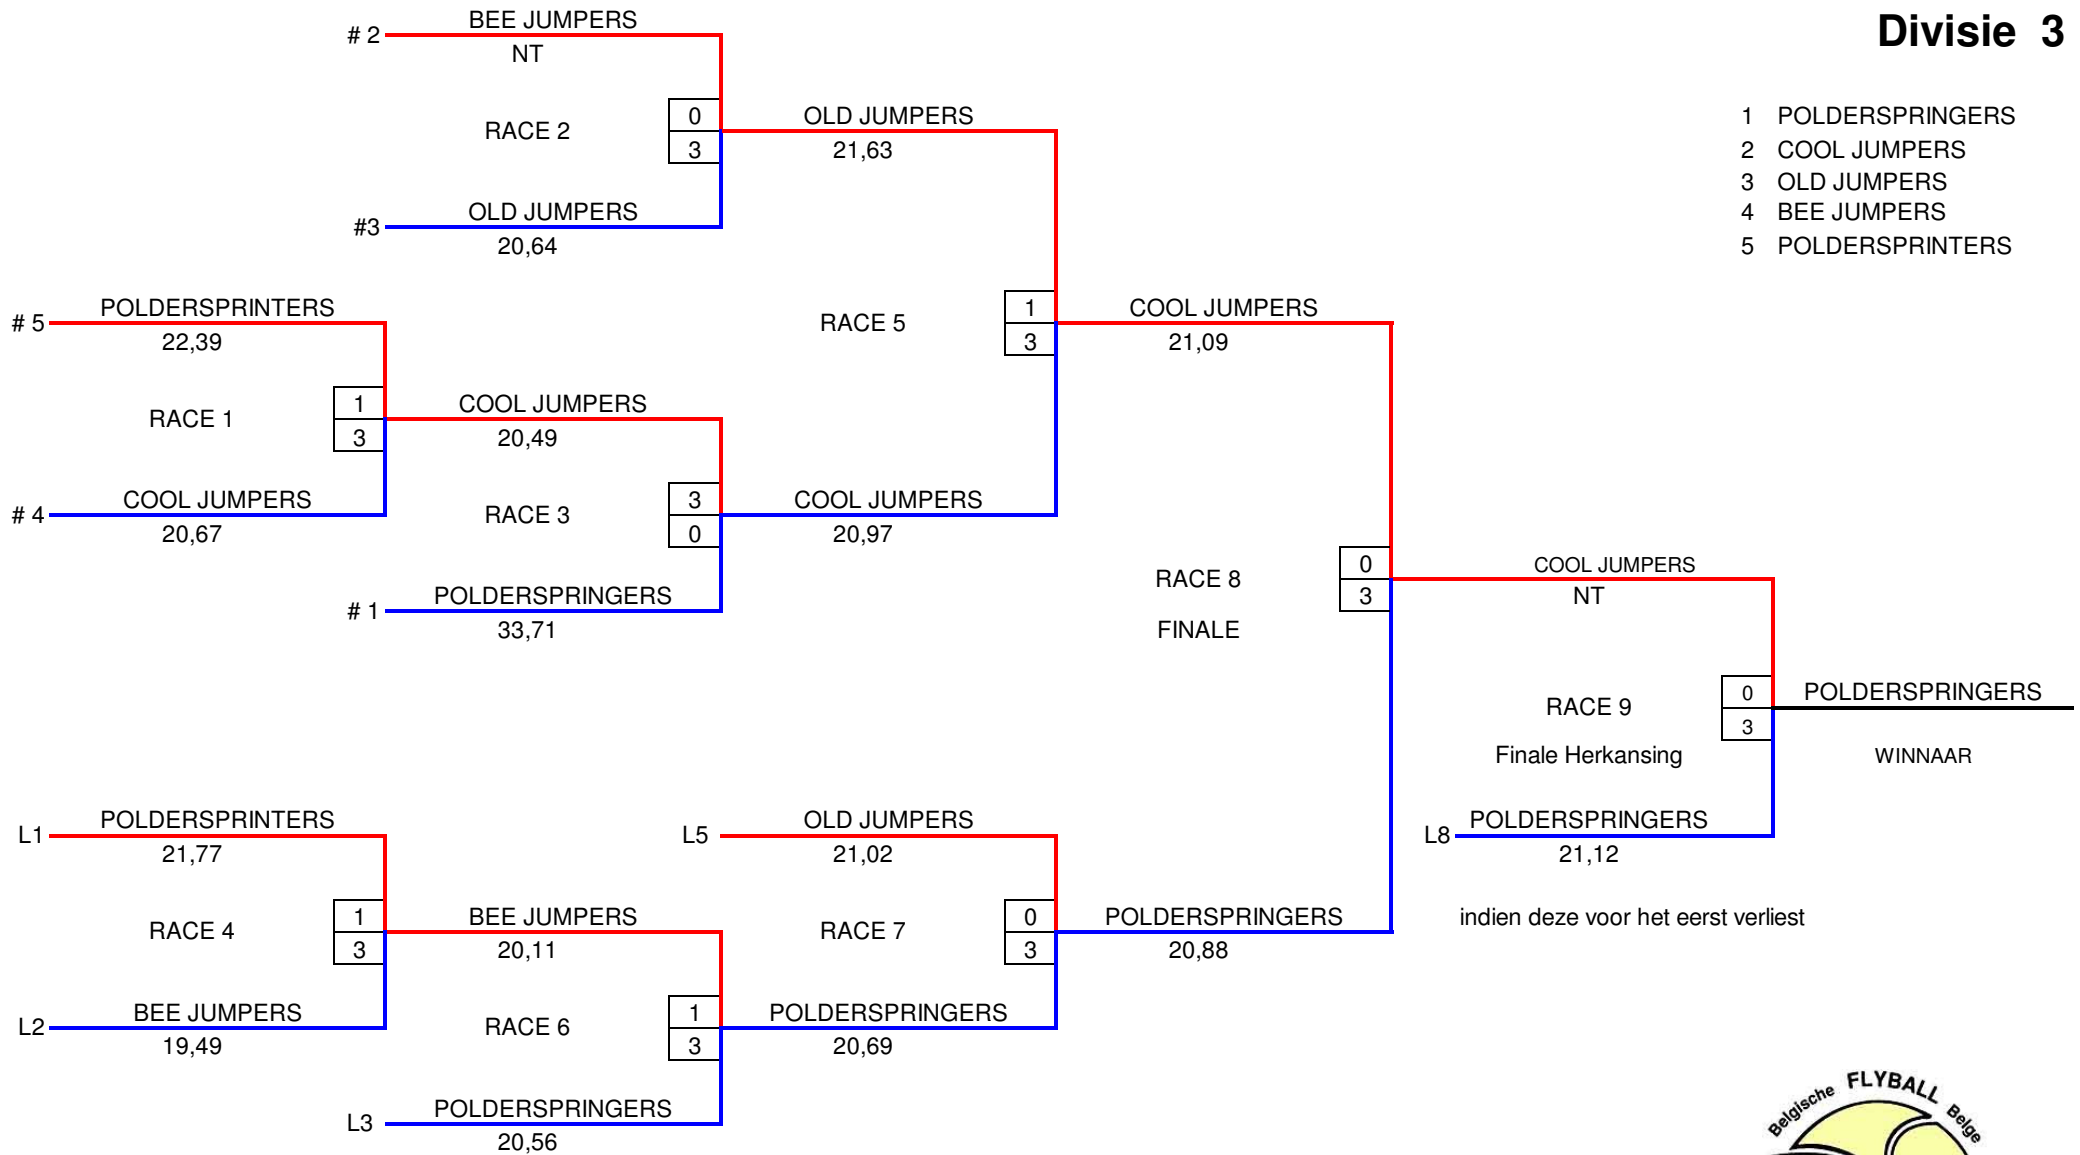 Divisie 3
1 POLDERSPRINGERS
2 COOL JUMPERS
3 OLD JUMPERS
4 BEE JUMPERS
5 POLDERSPRINTERS
# 2 BEE JUMPERS
NT
RACE 2
0
3
#3 OLD JUMPERS
20,64
OLD JUMPERS
21,63
# 5 POLDERSPRINTERS
22,39
RACE 1
1
3
# 4 COOL JUMPERS
20,67
COOL JUMPERS
20,49
RACE 3
3
0
# 1 POLDERSPRINGERS
33,71
COOL JUMPERS
20,97
RACE 5
1
3
COOL JUMPERS
21,09
RACE 8
FINALE
0
3
COOL JUMPERS
NT
RACE 9
Finale Herkansing
0
3
POLDERSPRINGERS
WINNAAR
L8 POLDERSPRINGERS
21,12
indien deze voor het eerst verliest
L1 POLDERSPRINTERS
21,77
RACE 4
1
3
L2 BEE JUMPERS
19,49
BEE JUMPERS
20,11
RACE 6
1
3
L3 POLDERSPRINGERS
20,56
L5 OLD JUMPERS
21,02
RACE 7
0
3
POLDERSPRINGERS
20,69
POLDERSPRINGERS
20,88
Belgische FLYBALL Belge